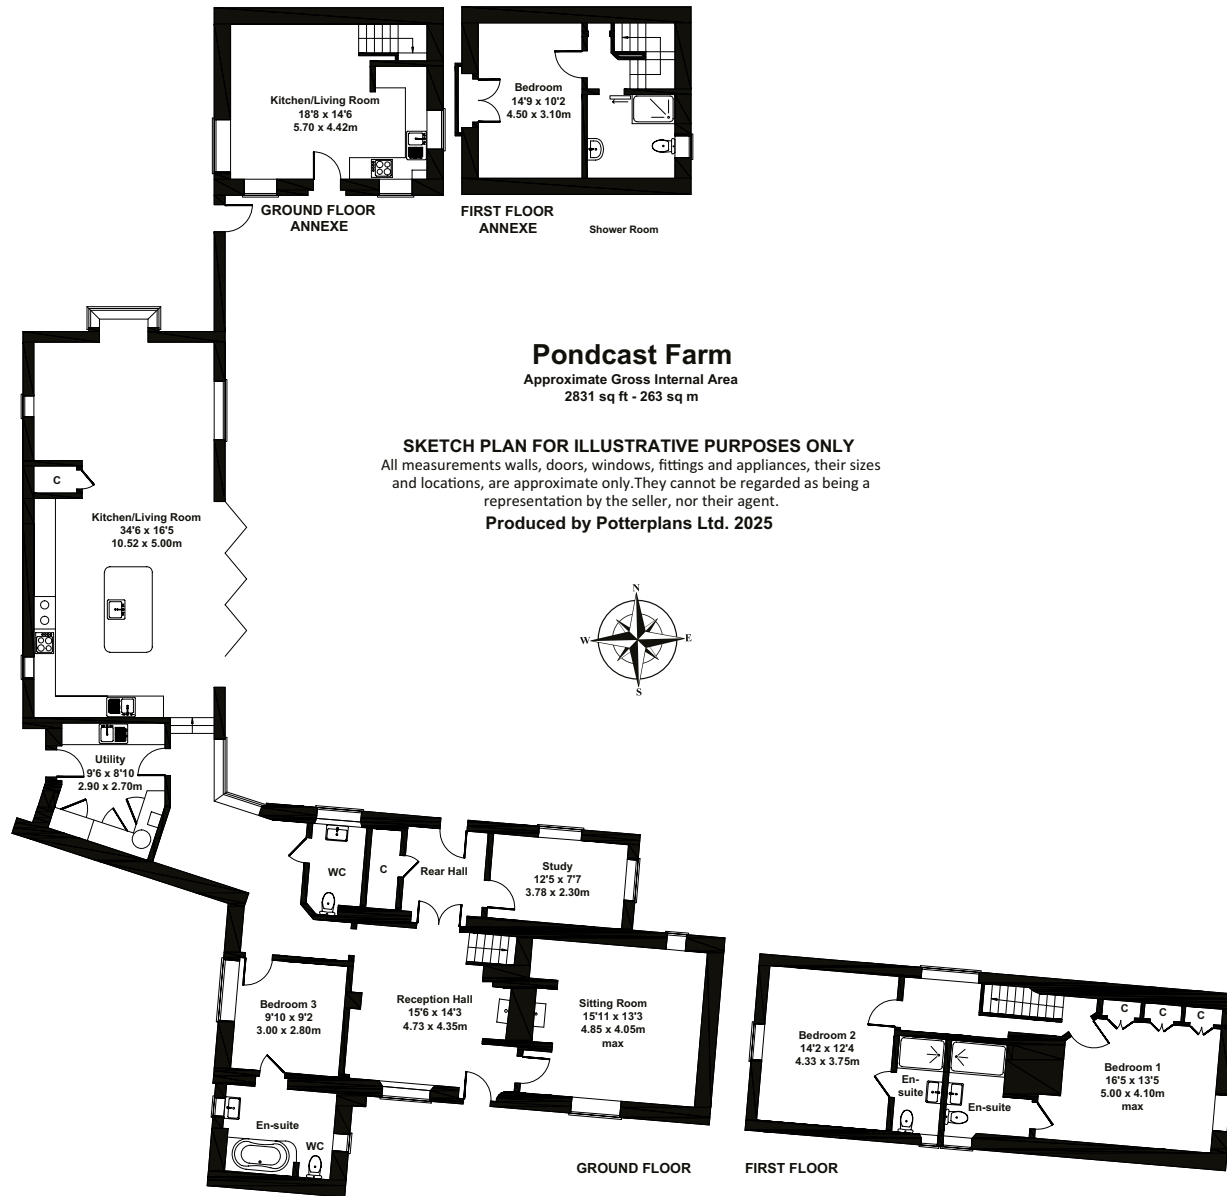 Kitchen/Living Room
18'8 x 14'6
5.70 x 4.42m
Bedroom
14'9 x 10'2
4.50 x 3.10m
GROUND FLOOR
ANNEXE
FIRST FLOOR
ANNEXE
Shower Room
Pondcast Farm
Approximate Gross Internal Area
2831 sq ft - 263 sq m
SKETCH PLAN FOR ILLUSTRATIVE PURPOSES ONLY
All measurements walls, doors, windows, fittings and appliances, their sizes
and locations, are approximate only.They cannot be regarded as being a
representation by the seller, nor their agent.
Produced by Potterplans Ltd. 2025
C
Kitchen/Living Room
34'6 x 16'5
10.52 x 5.00m
N
W
E
S
Utility
9'6 x 8'10
2.90 x 2.70m
WC
C
Rear Hall
Study
12'5 x 7'7
3.78 x 2.30m
Bedroom 3
9'10 x 9'2
3.00 x 2.80m
Reception Hall
15'6 x 14'3
4.73 x 4.35m
Sitting Room
15'11 x 13'3
4.85 x 4.05m
max
En-suite
WC
Bedroom 2
14'2 x 12'4
4.33 x 3.75m
En-
suite
En-suite
C
C
C
Bedroom 1
16'5 x 13'5
5.00 x 4.10m
max
GROUND FLOOR
FIRST FLOOR